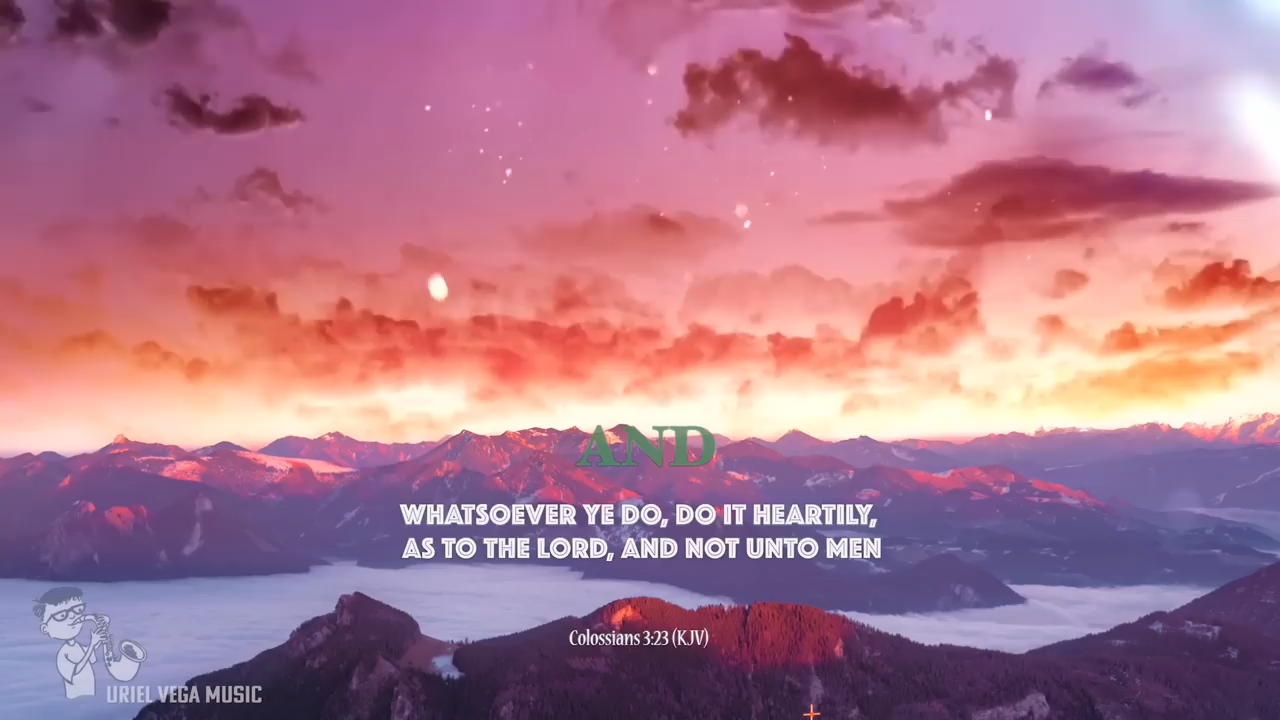 AND
WHATSOEVER YE DO, DO IT HEARTILY,
AS TO THE LORD, AND NOT UNTO MEN
Colossians 3:23 (KJV)
URIEL VEGA MUSIC